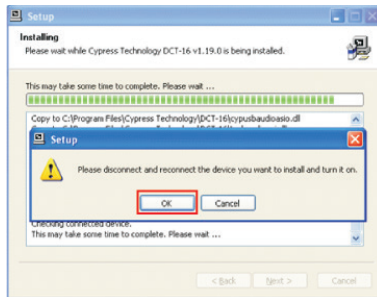 Setup
Installing
Please wait while Cypress Technology DCT-16 v1.19.0 is being installed.
This may take some time to complete. Please wait ...
Copy to C:\Program Files\Cypress Technology\DCT-16\cypusbaudoasio.dl
Setup
Please disconnect and reconnect the device you want to install and turn it on.
OK
Cancel
Checking connected device.
This may take some time to complete. Please wait ...
< Back
Next >
Cancel